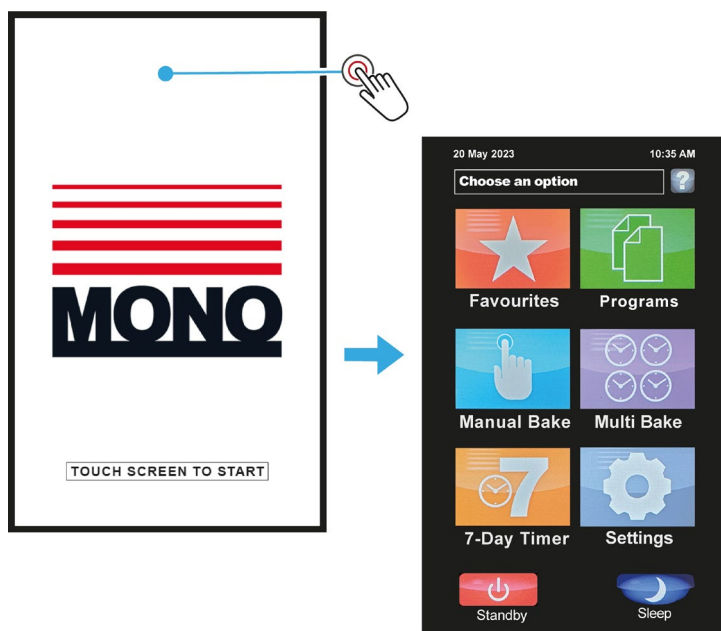 MONO
TOUCH SCREEN TO START
20 May 2023 10:35 AM
Choose an option ?
Favourites Programs
Manual Bake Multi Bake
7
7-Day Timer Settings
Standby Sleep